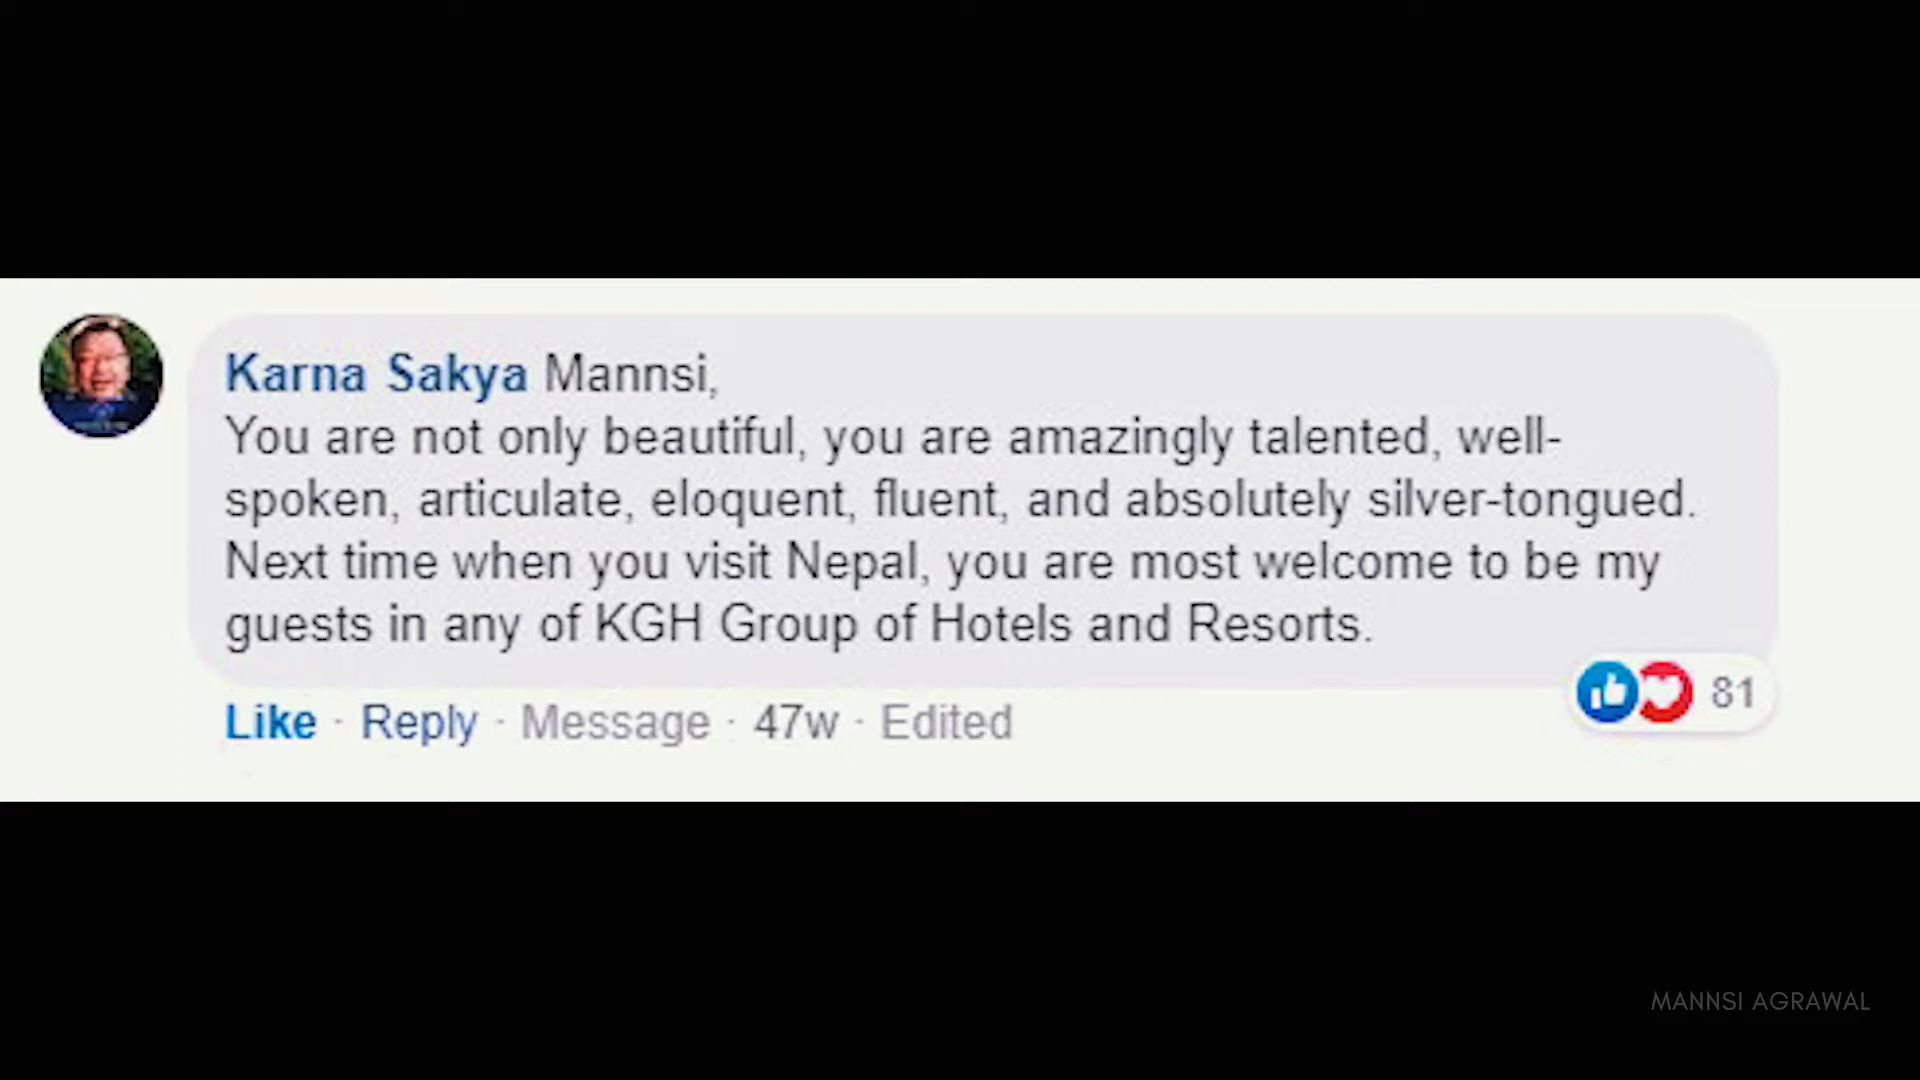 Karna Sakya Mannsi,
You are not only beautiful, you are amazingly talented, well-
spoken, articulate, eloquent, fluent, and absolutely silver-tongued.
Next time when you visit Nepal, you are most welcome to be my
guests in any of KGH Group of Hotels and Resorts.
81
Like · Reply · Message · 47w · Edited
MANNSI AGRAWAL